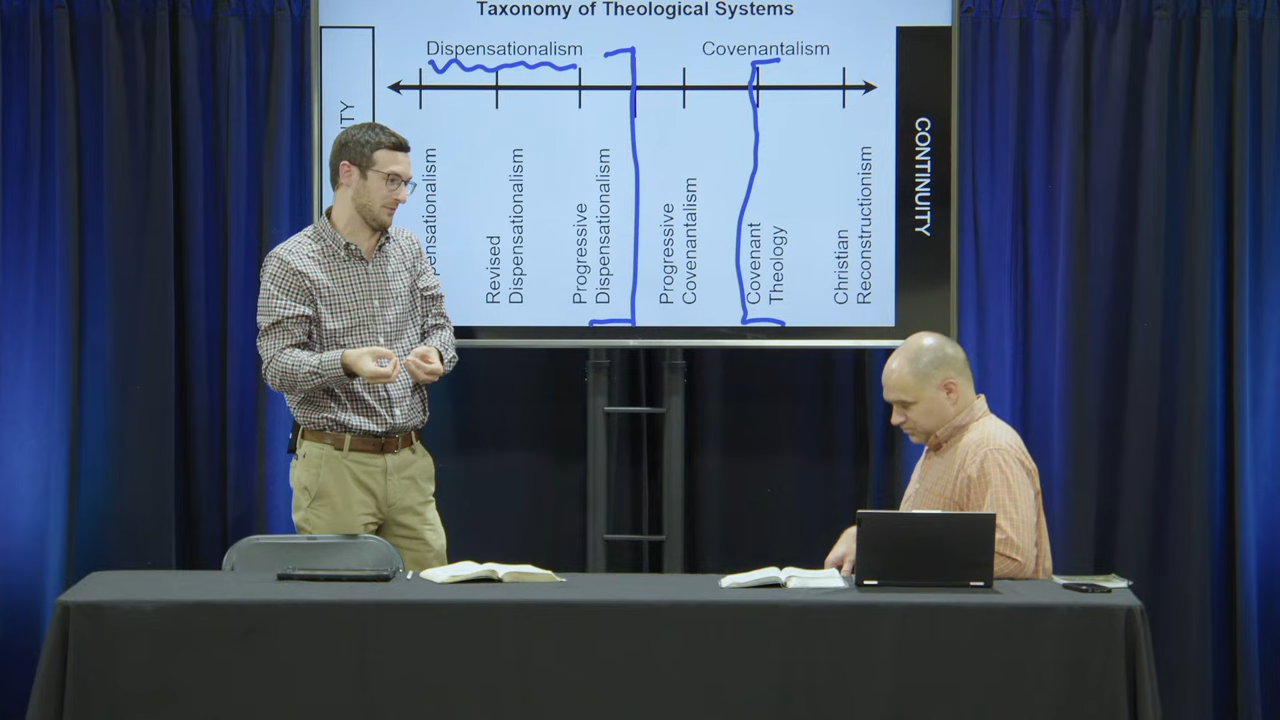 Taxonomy of Theological Systems
Dispensationalism
Covenantalism
Revised
Dispensationalism
Progressive
Dispensationalism
Progressive
Covenantalism
Covenant
Theology
Christian
Reconstructionism
CONTINUITY